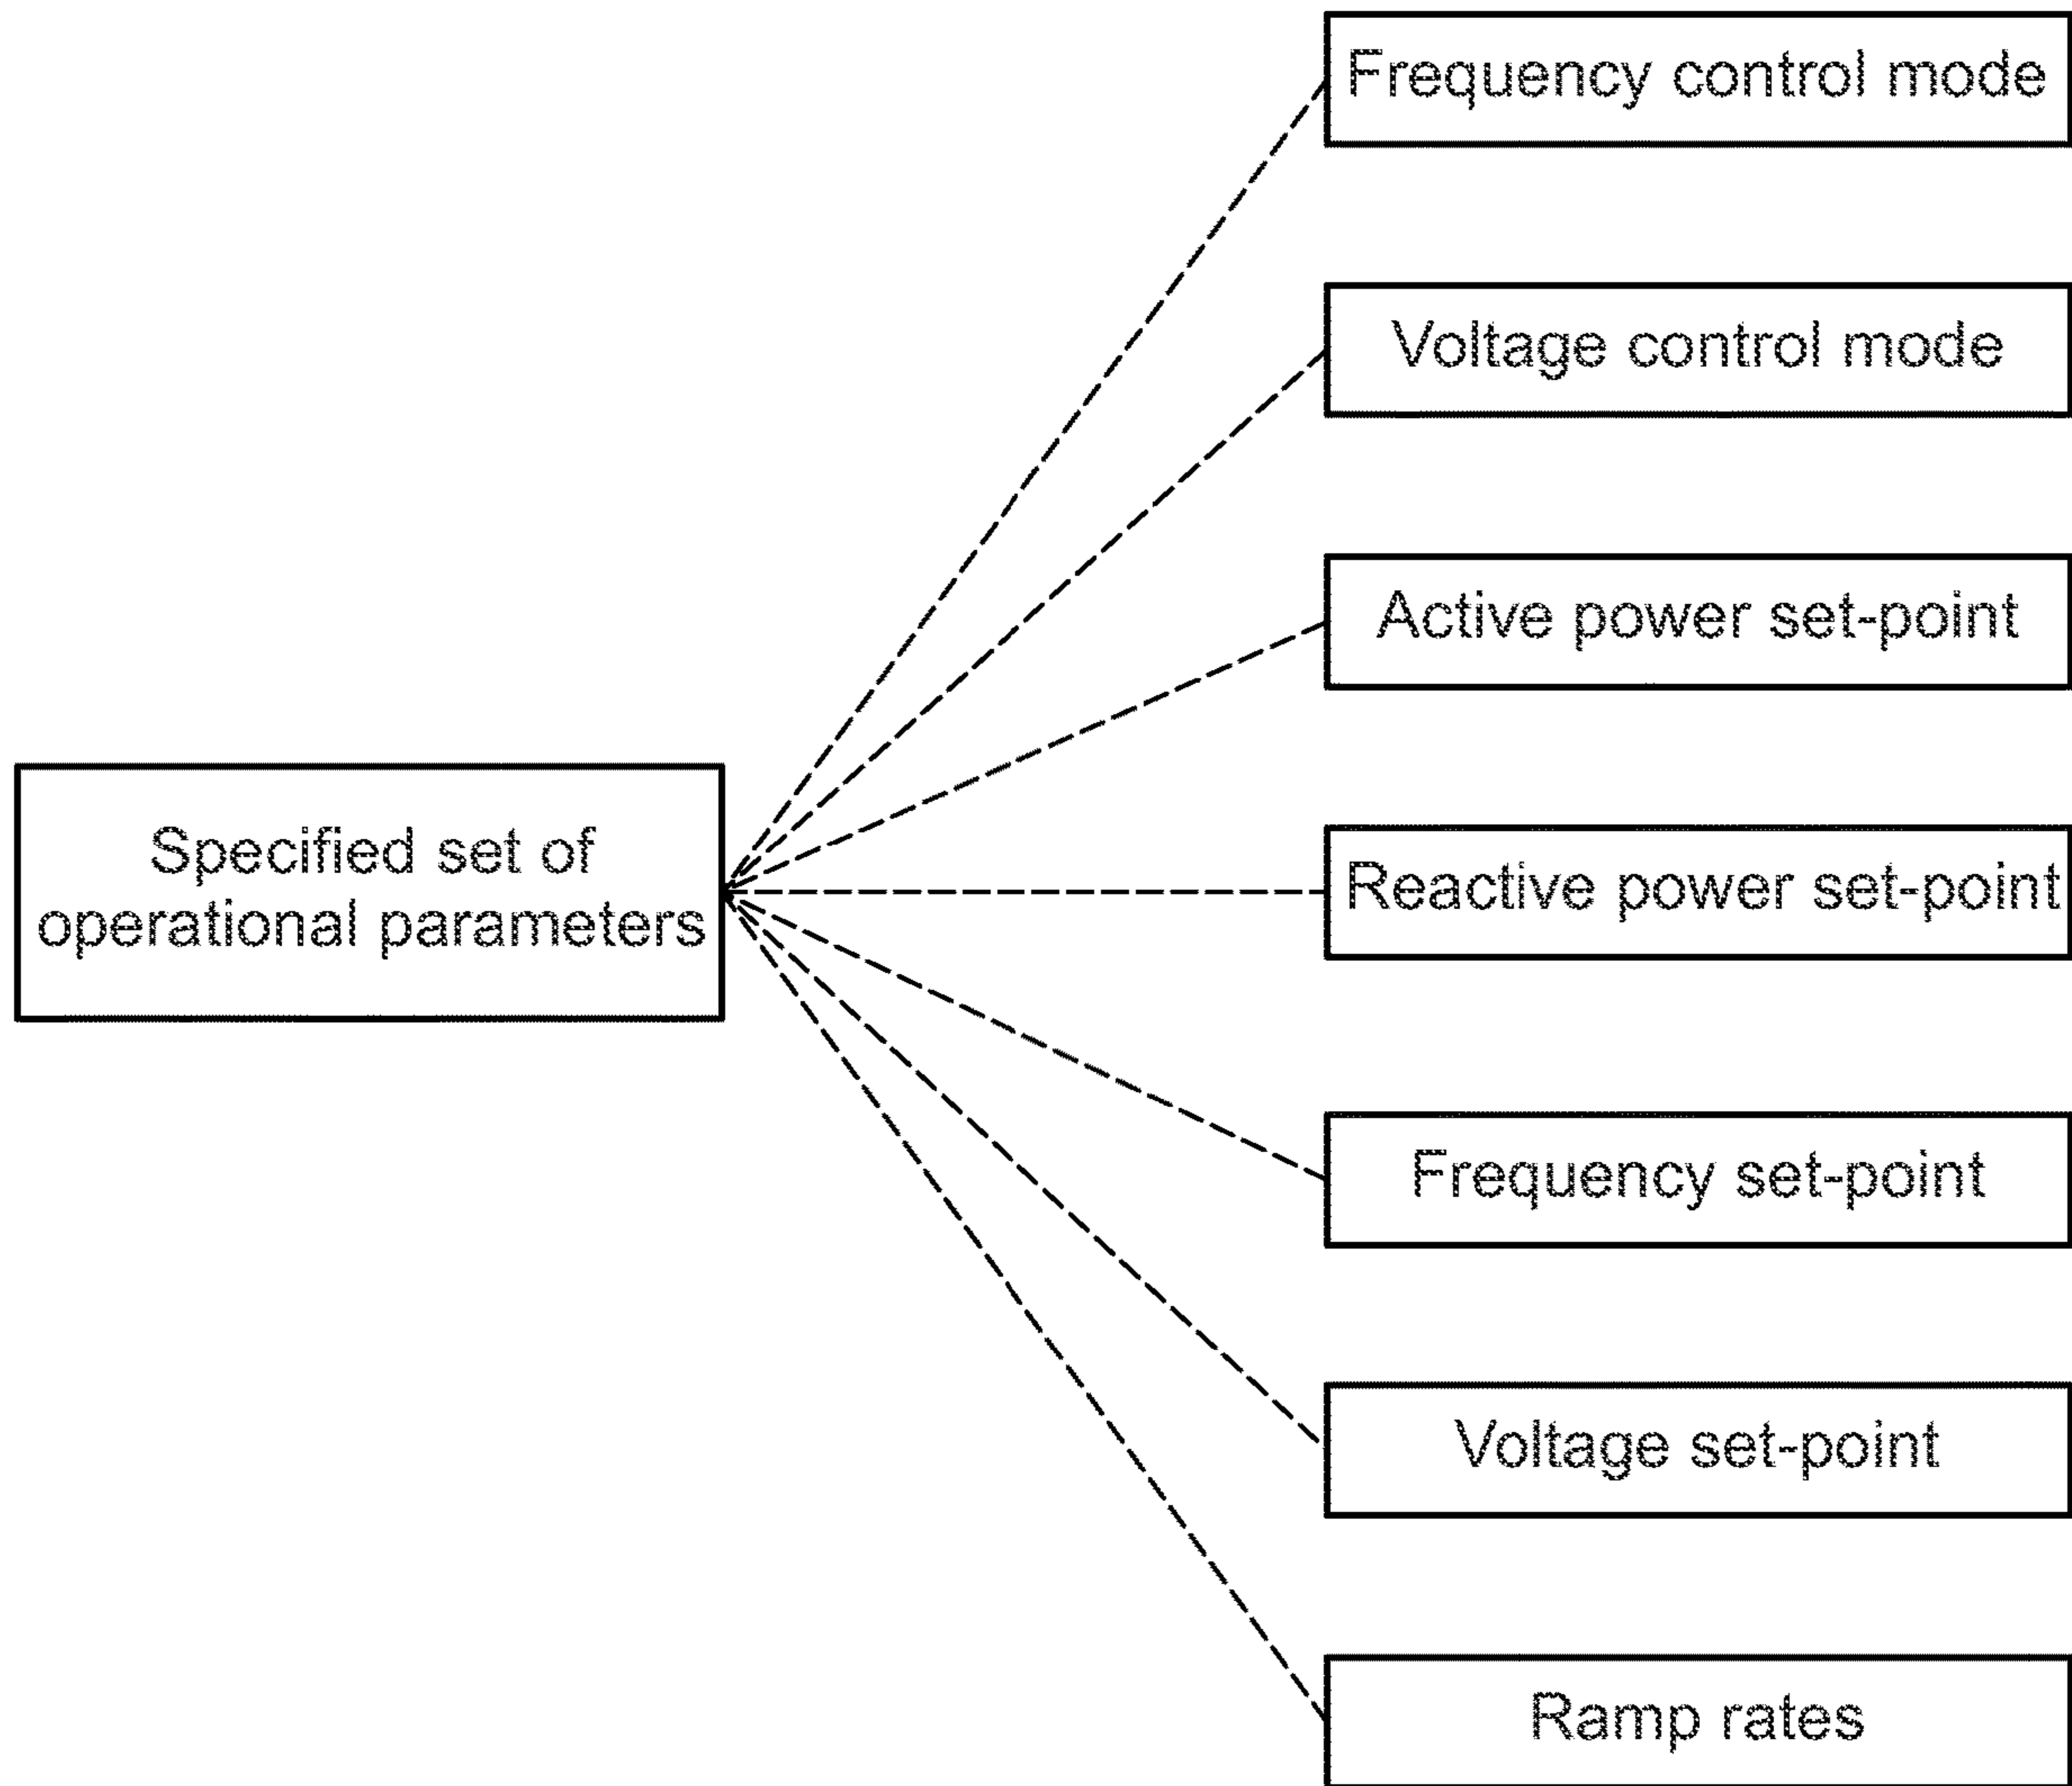 Frequency control mode
Voltage control mode
Active power set-point
Specified set of
operational parameters
Reactive power set-point
Frequency set-point
Voltage set-point
Ramp rates